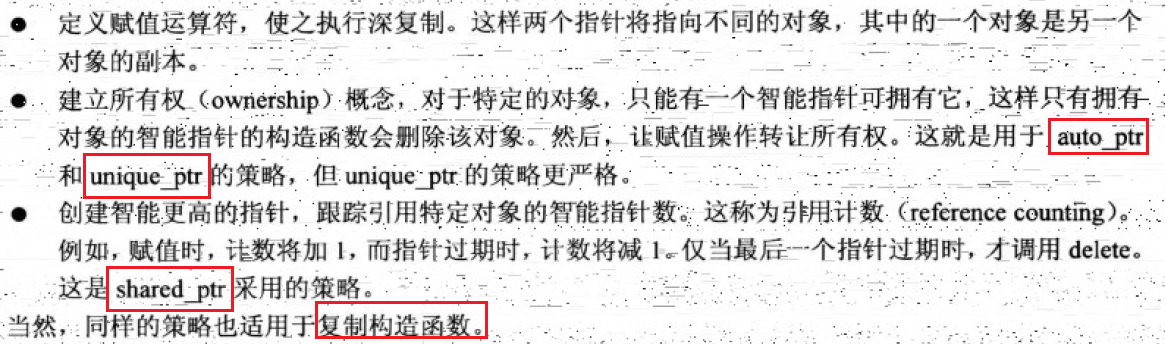 ● 定义赋值运算符，使之执行深复制。这样两个指针将指向不同的对象，其中的一个对象是另一个
对象的副本。
● 建立所有权（ownership）概念，对于特定的对象，只能有一个智能指针可拥有它，这样只有拥有
对象的智能指针的构造函数会删除该对象。然后，让赋值操作转让所有权。这就是用于 auto_ptr
和 unique_ptr 的策略，但 unique_ptr 的策略更严格。
● 创建智能更高的指针，跟踪引用特定对象的智能指针数。这称为引用计数（reference counting）。
例如，赋值时，计数将加 1，而指针过期时，计数将减 1。仅当最后一个指针过期时，才调用 delete。
这是 shared_ptr 采用的策略。
当然，同样的策略也适用于复制构造函数。